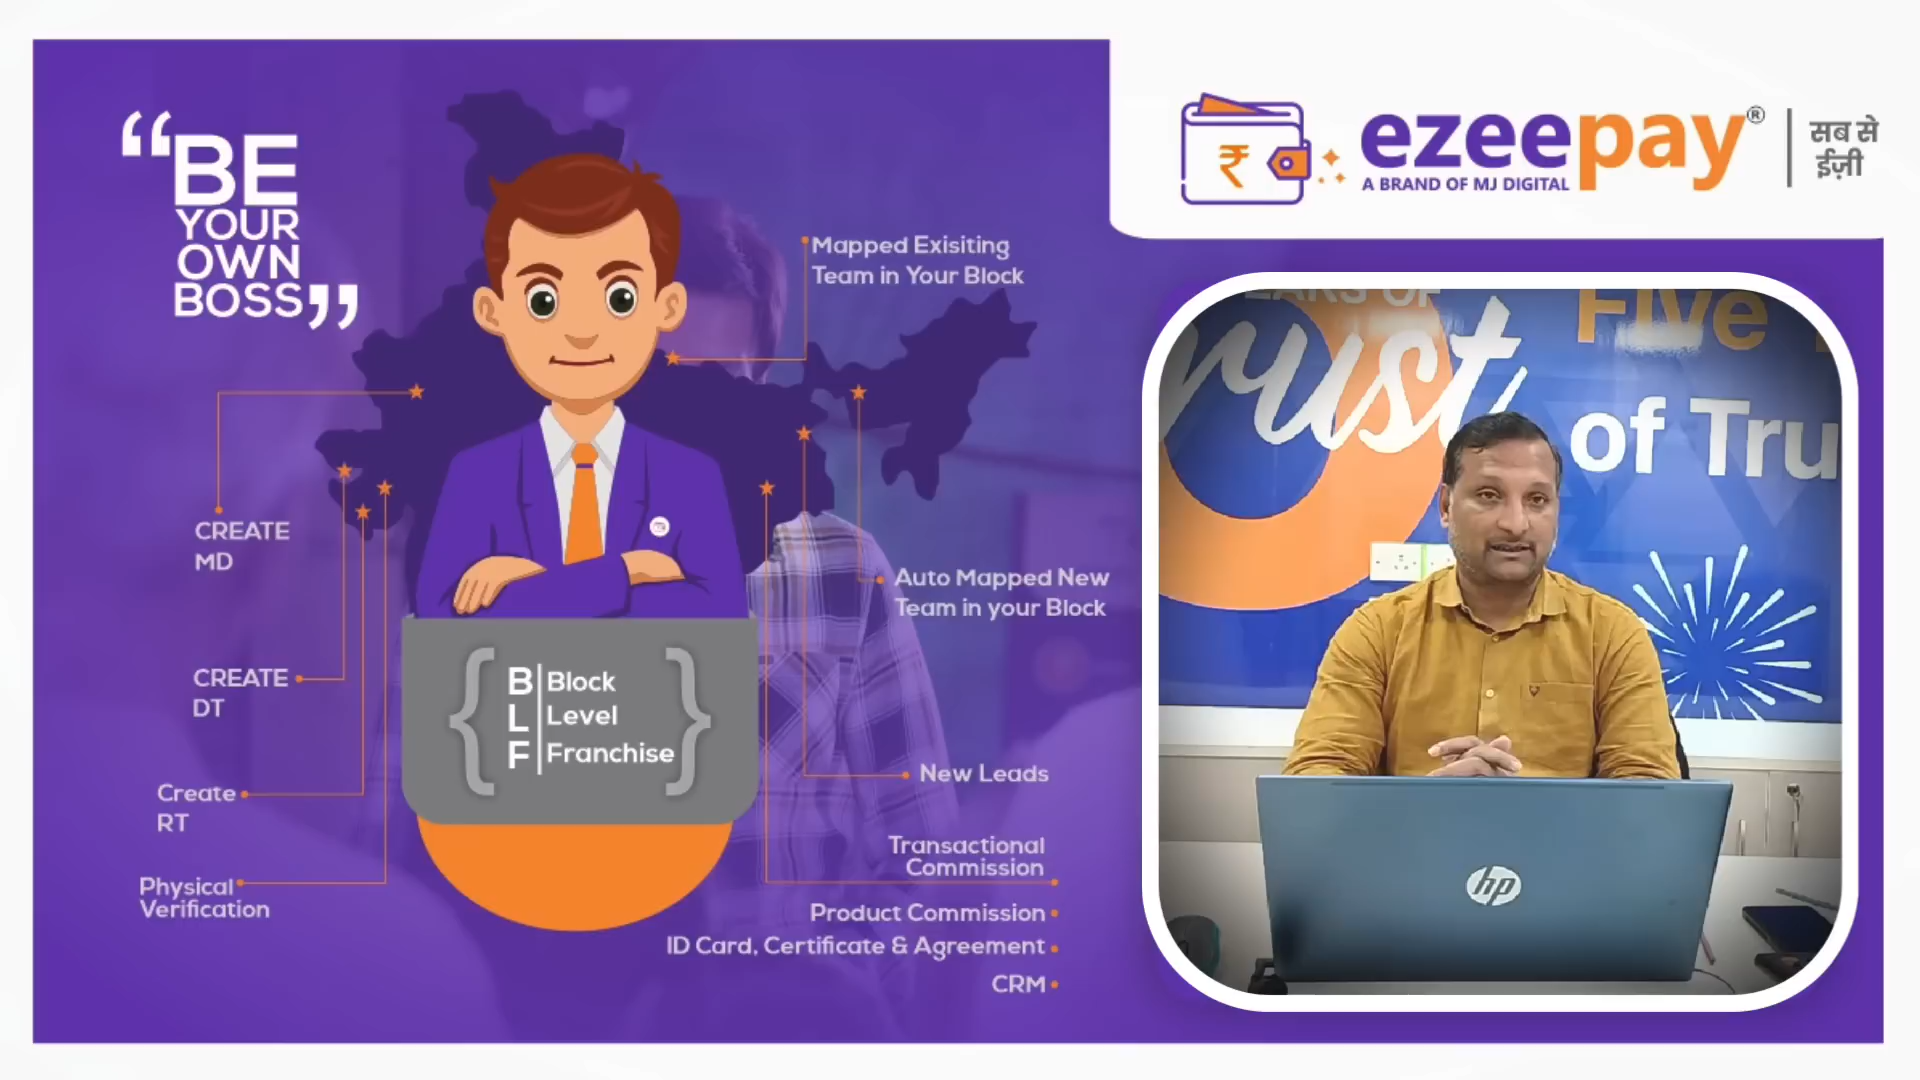 “BE
YOUR
OWN
BOSS”
ezeepay®
A BRAND OF MJ DIGITAL
सब से
ईज़ी
Mapped Exisiting
Team in Your Block
CREATE
MD
Auto Mapped New
Team in your Block
CREATE
DT
B Block
L Level
F Franchise
New Leads
Create
RT
Transactional
Commission
Physical
Verification
Product Commission
ID Card, Certificate & Agreement
CRM
Five
of Tru
rust
hp